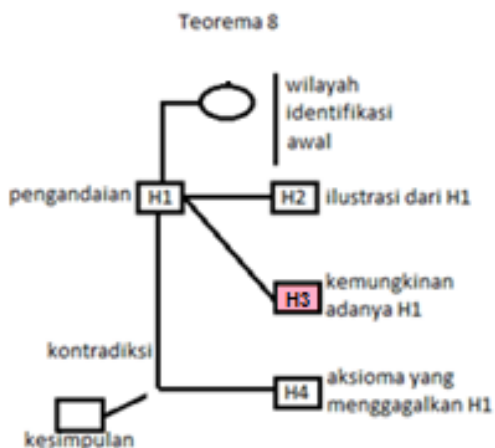 Teorema 8
wilayah
identifikasi
awal
pengandaian
H1
H2
ilustrasi dari H1
H3
kemungkinan
adanya H1
kontradiksi
H4
aksioma yang
menggagalkan H1
kesimpulan